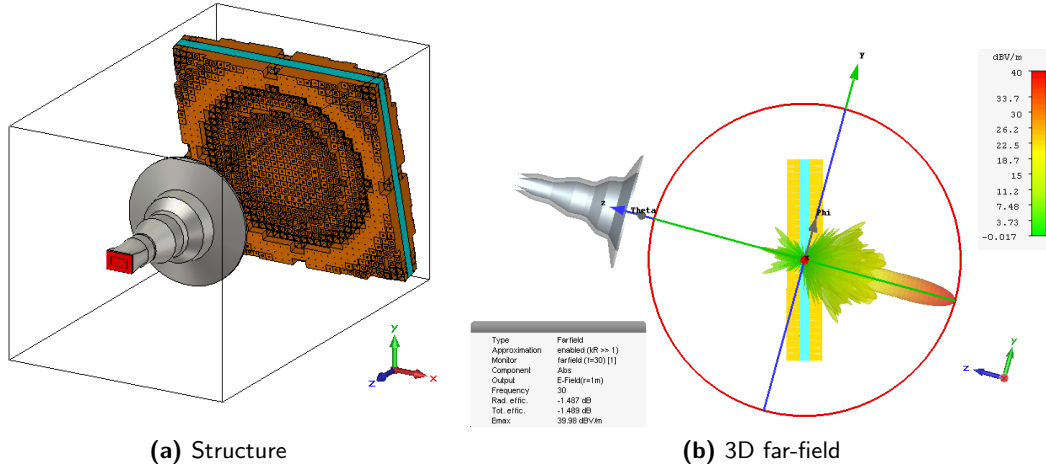 y
x
z
(a) Structure
y
z
Theta
Phi
dBV/m
40
33.7
30
26.2
22.5
18.7
15
11.2
7.48
3.73
-0.017
Type Farfield
Approximation enabled (kR >> 1)
Monitor farfield (f=30) [1]
Component Abs
Output E-Field(r=1m)
Frequency 30
Rad. effic. -1.487 dB
Tot. effic. -1.489 dB
Emax 39.98 dBV/m
y
z
(b) 3D far-field